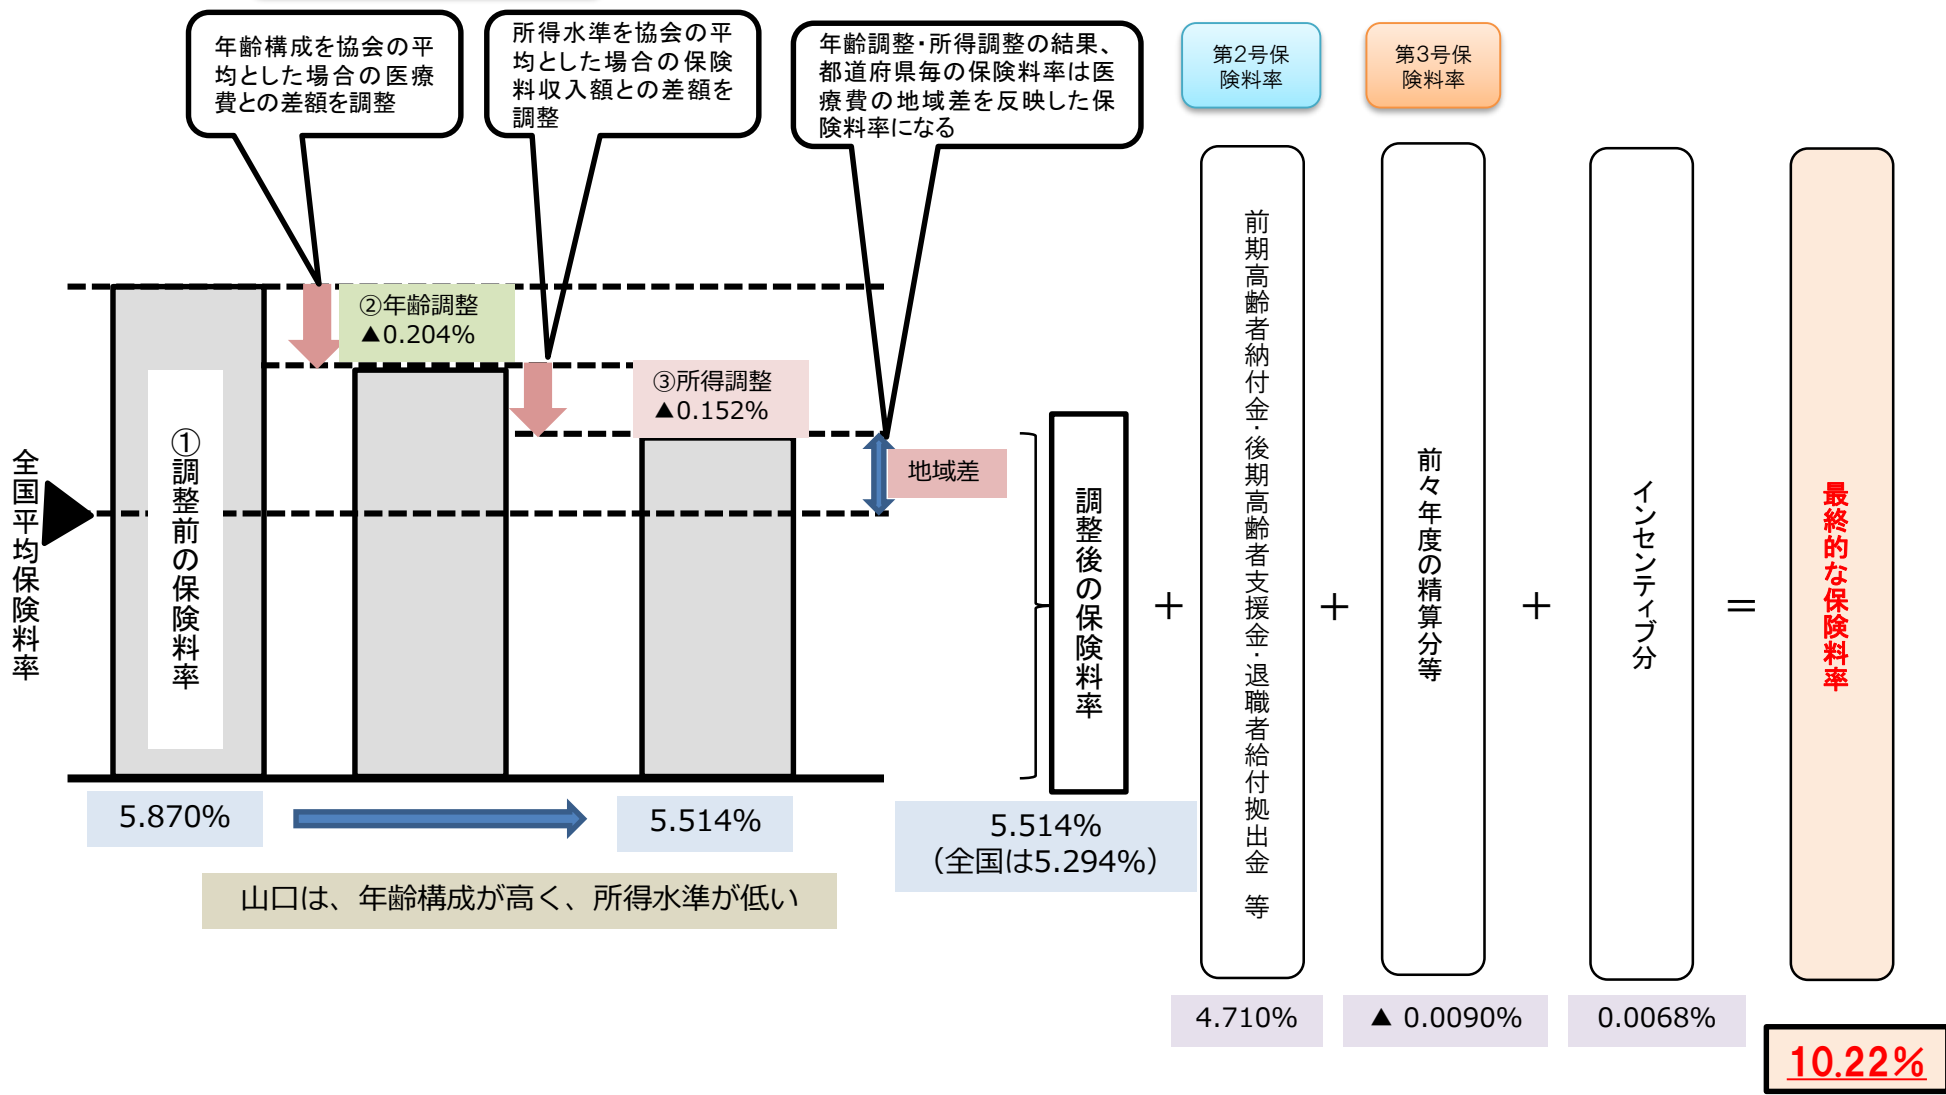 年齢構成を協会の平
均とした場合の医療
費との差額を調整
所得水準を協会の平
均とした場合の保険
料収入額との差額を
調整
年齢調整・所得調整の結果、
都道府県毎の保険料率は医
療費の地域差を反映した保
険料率になる
第2号保
険料率
第3号保
険料率
②年齢調整
▲0.204%
③所得調整
▲0.152%
地域差
全国平均保険料率
①調整前の保険料率
調整後の保険料率
＋
前期高齢者納付金・後期高齢者支援金・退職者給付拠出金 等
＋
前々年度の精算分等
＋
インセンティブ分
＝
最終的な保険料率
5.870%
5.514%
5.514%
（全国は5.294%）
山口は、年齢構成が高く、所得水準が低い
4.710%
▲ 0.0090%
0.0068%
10.22%